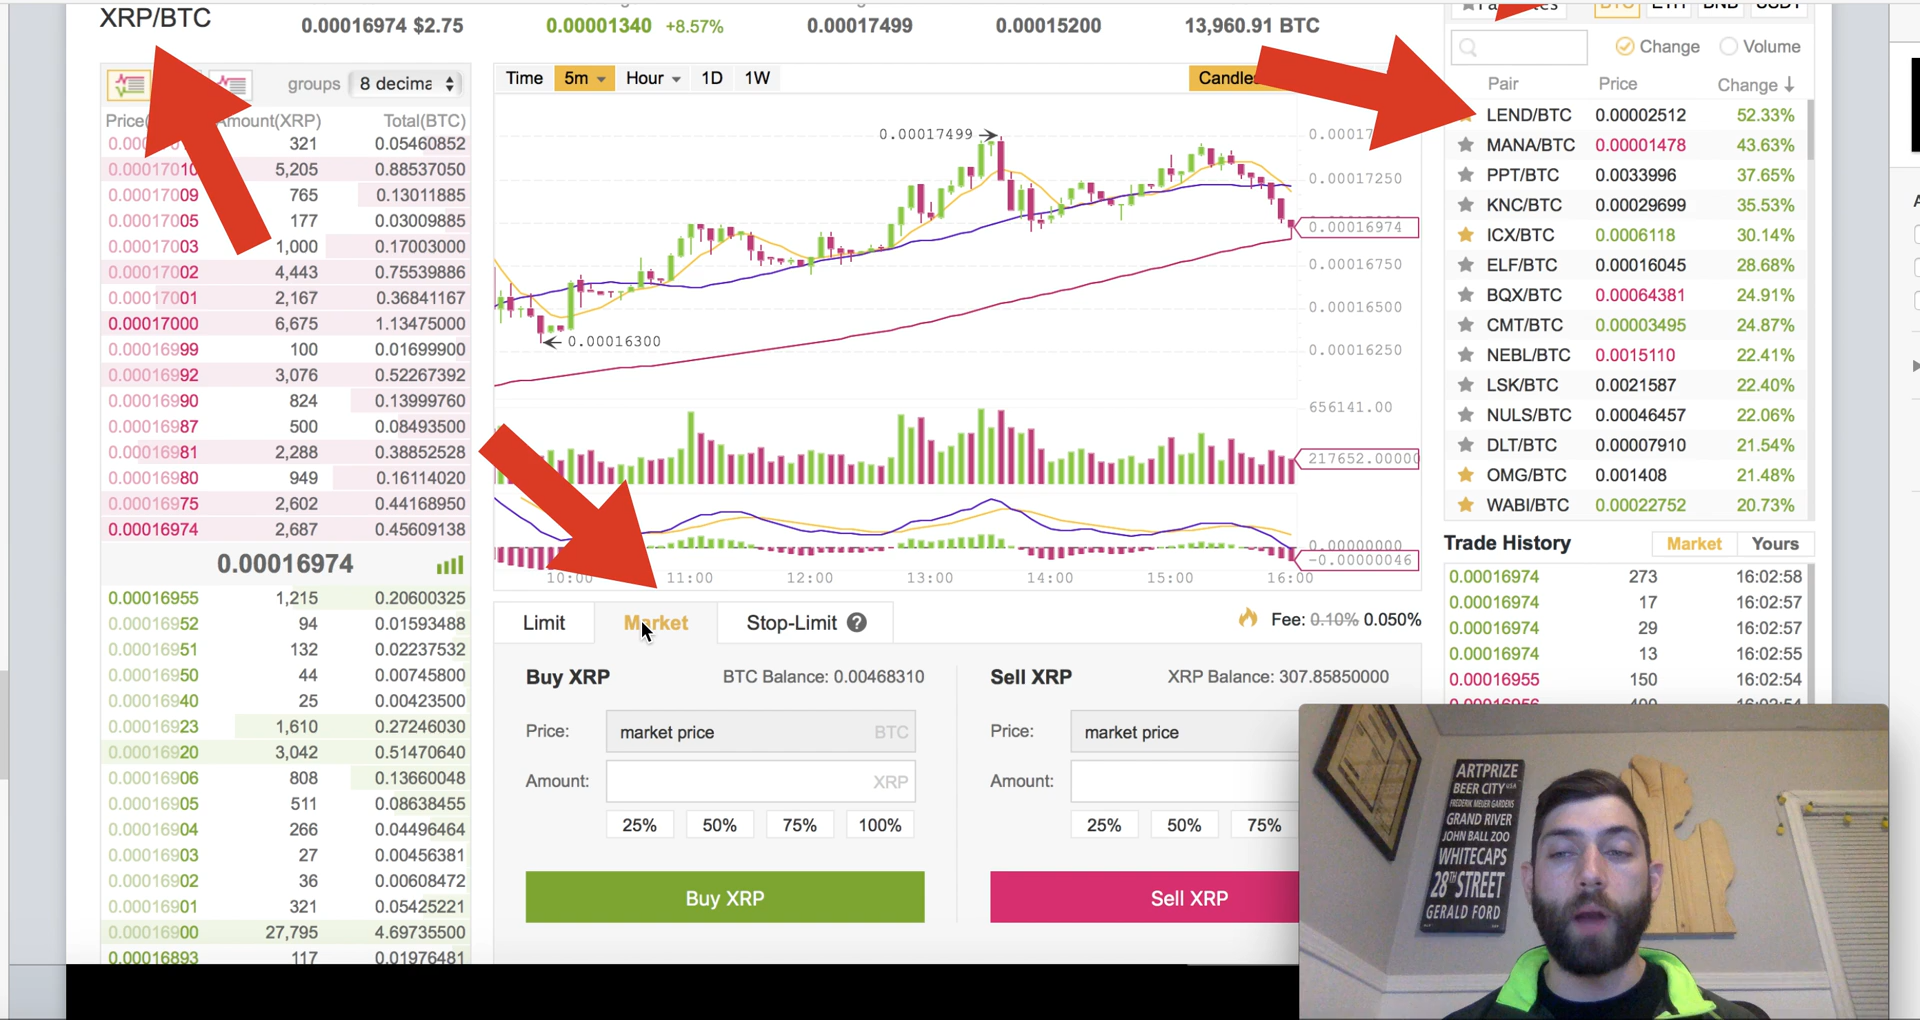 XRP/BTC
0.00016974 $2.75
0.00001340 +8.57%
0.00017499
0.00015200
13,960.91 BTC
groups 8 decima
Amount(XRP) Total(BTC)
321 0.05460852
0.00017010 5,205 0.88537050
0.00017009 765 0.13011885
0.00017005 177 0.03009885
0.00017003 1,000 0.17003000
0.00017002 4,443 0.75539886
0.00017001 2,167 0.36841167
0.00017000 6,675 1.13475000
0.00016999 100 0.01699900
0.00016992 3,076 0.52267392
0.00016990 824 0.13999760
0.00016987 500 0.08493500
0.00016981 2,288 0.38852528
0.00016980 949 0.16114020
0.00016975 2,602 0.44168950
0.00016974 2,687 0.45609138
0.00016974
0.00016955 1,215 0.20600325
0.00016952 94 0.01593488
0.00016951 132 0.02237532
0.00016950 44 0.00745800
0.00016940 25 0.00423500
0.00016923 1,610 0.27246030
0.00016920 3,042 0.51470640
0.00016906 808 0.13660048
0.00016905 511 0.08638455
0.00016904 266 0.04496464
0.00016903 27 0.00456381
0.00016902 36 0.00608472
0.00016901 321 0.05425221
0.00016900 27,795 4.69735500
0.00016893 117 0.01976481
Time 5m Hour 1D 1W
Candles
0.00017499
0.00017250
0.00016974
0.00016750
0.00016500
0.00016300
0.00016250
656141.00
217652.00000
0.00000000
-0.00000046
10:00 11:00 12:00 13:00 14:00 15:00 16:00
Limit Market Stop-Limit ?
Fee: 0.10% 0.050%
Buy XRP BTC Balance: 0.00468310
Price: market price BTC
Amount: XRP
25% 50% 75% 100%
Buy XRP
Sell XRP XRP Balance: 307.85850000
Price: market price
Amount:
25% 50% 75%
Sell XRP
BTC ETH BNB USDT
Change Volume
Pair Price Change
LEND/BTC 0.00002512 52.33%
MANA/BTC 0.00001478 43.63%
PPT/BTC 0.0033996 37.65%
KNC/BTC 0.00029699 35.53%
ICX/BTC 0.0006118 30.14%
ELF/BTC 0.00016045 28.68%
BQX/BTC 0.00064381 24.91%
CMT/BTC 0.00003495 24.87%
NEBL/BTC 0.0015110 22.41%
LSK/BTC 0.0021587 22.40%
NULS/BTC 0.00046457 22.06%
DLT/BTC 0.00007910 21.54%
OMG/BTC 0.001408 21.48%
WABI/BTC 0.00022752 20.73%
Trade History Market Yours
0.00016974 273 16:02:58
0.00016974 17 16:02:57
0.00016974 29 16:02:57
0.00016974 13 16:02:55
0.00016955 150 16:02:54
ARTPRIZE
BEER CITY USA
FREDERIK MEIJER GARDENS
GRAND RIVER
JOHN BALL ZOO
WHITECAPS
28TH STREET
GERALD FORD